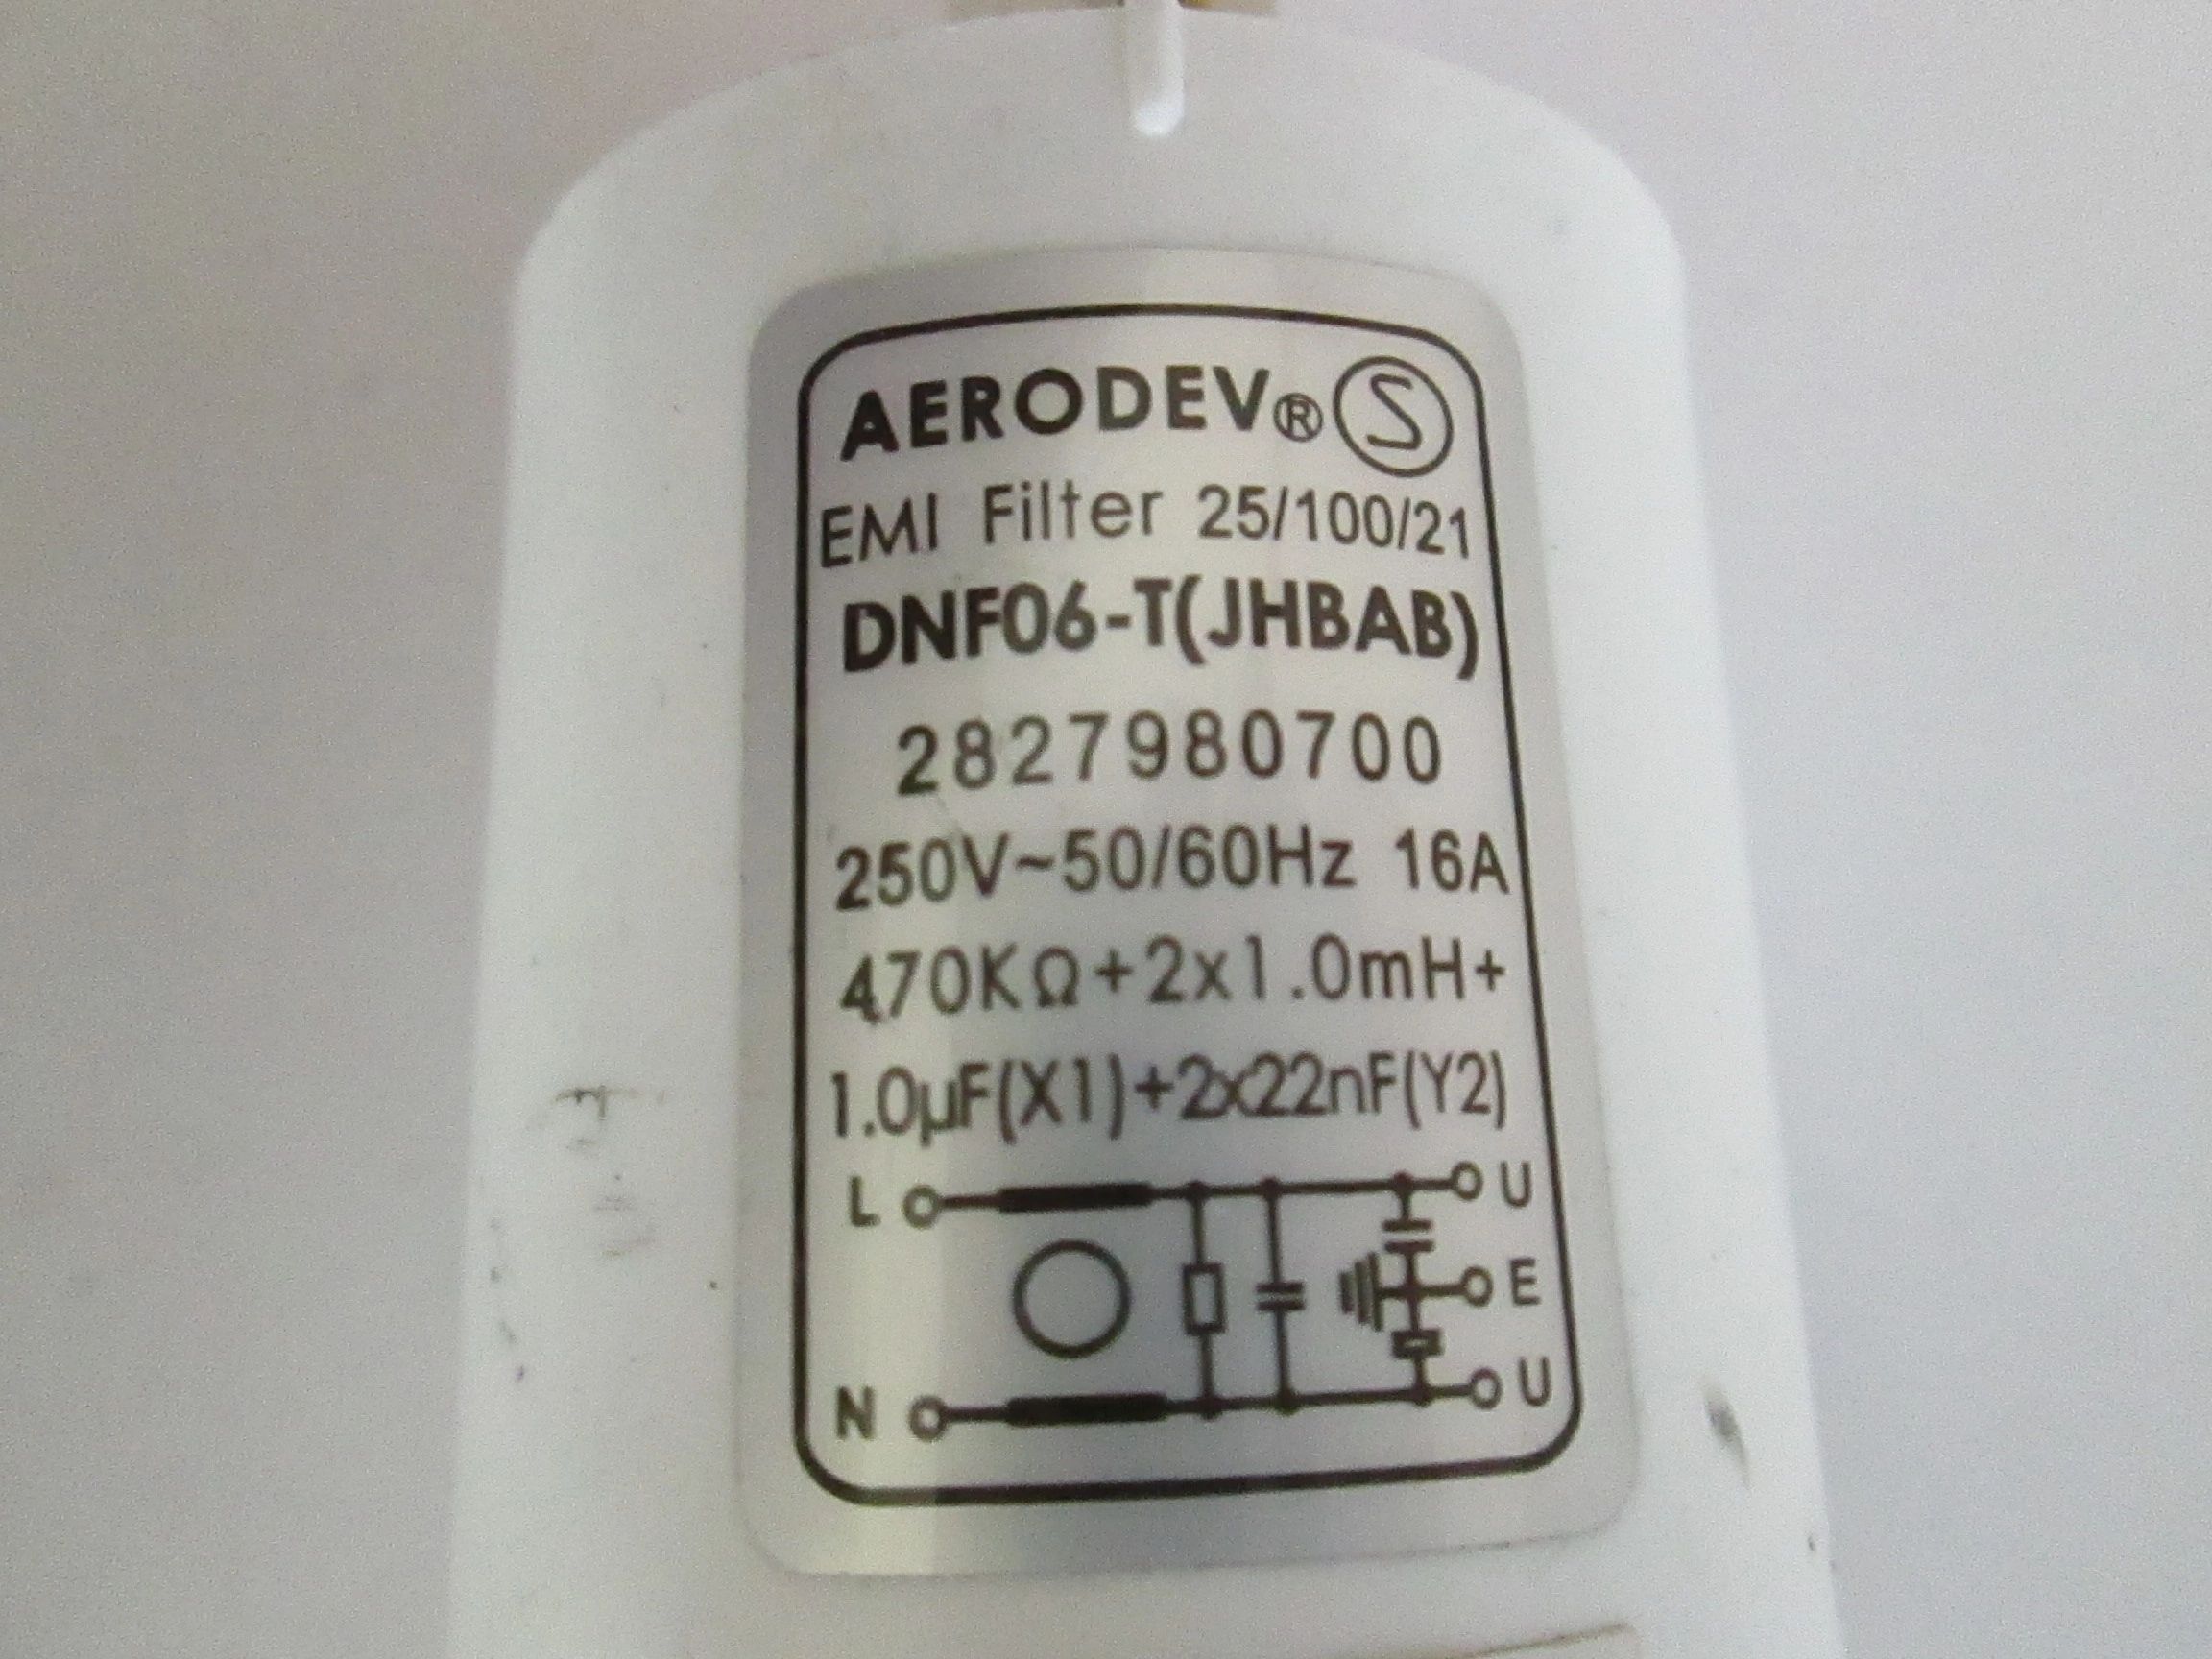 AERODEV® Ⓢ
EMI Filter 25/100/21
DNF06-T(JHBAB)
2827980700
250V~50/60Hz 16A
470KΩ+2x1.0mH+
1.0µF(X1)+2x22nF(Y2)
L U
E
N U